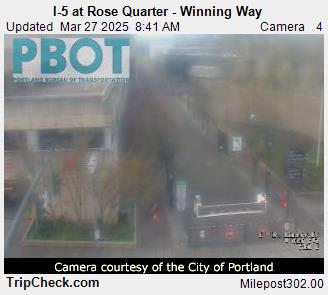 I-5 at Rose Quarter - Winning Way
Updated Mar 27 2025 8:41 AM Camera 4
PBOT
PORTLAND BUREAU OF TRANSPORTATION
Camera courtesy of the City of Portland
TripCheck.com Milepost302.00